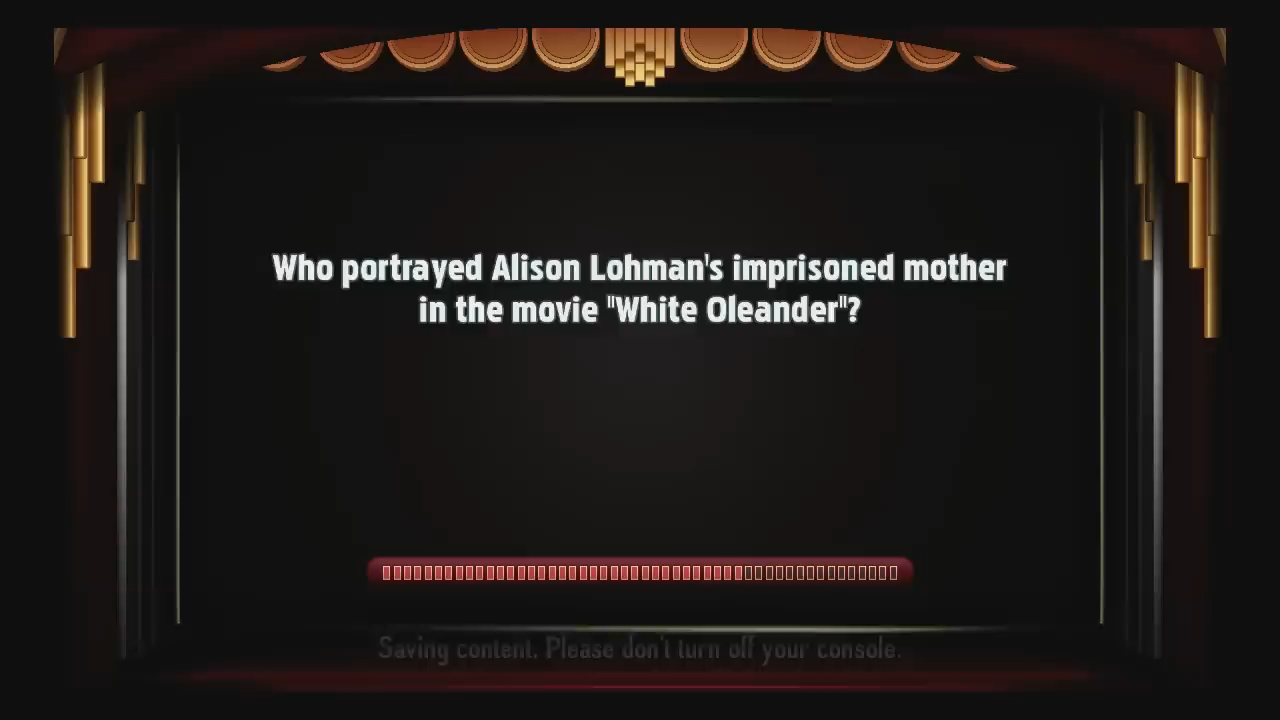 Who portrayed Alison Lohman's imprisoned mother
in the movie "White Oleander"?
Saving content. Please don't turn off your console.